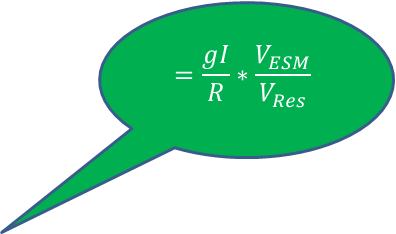 = gI/R * V_ESM/V_Res